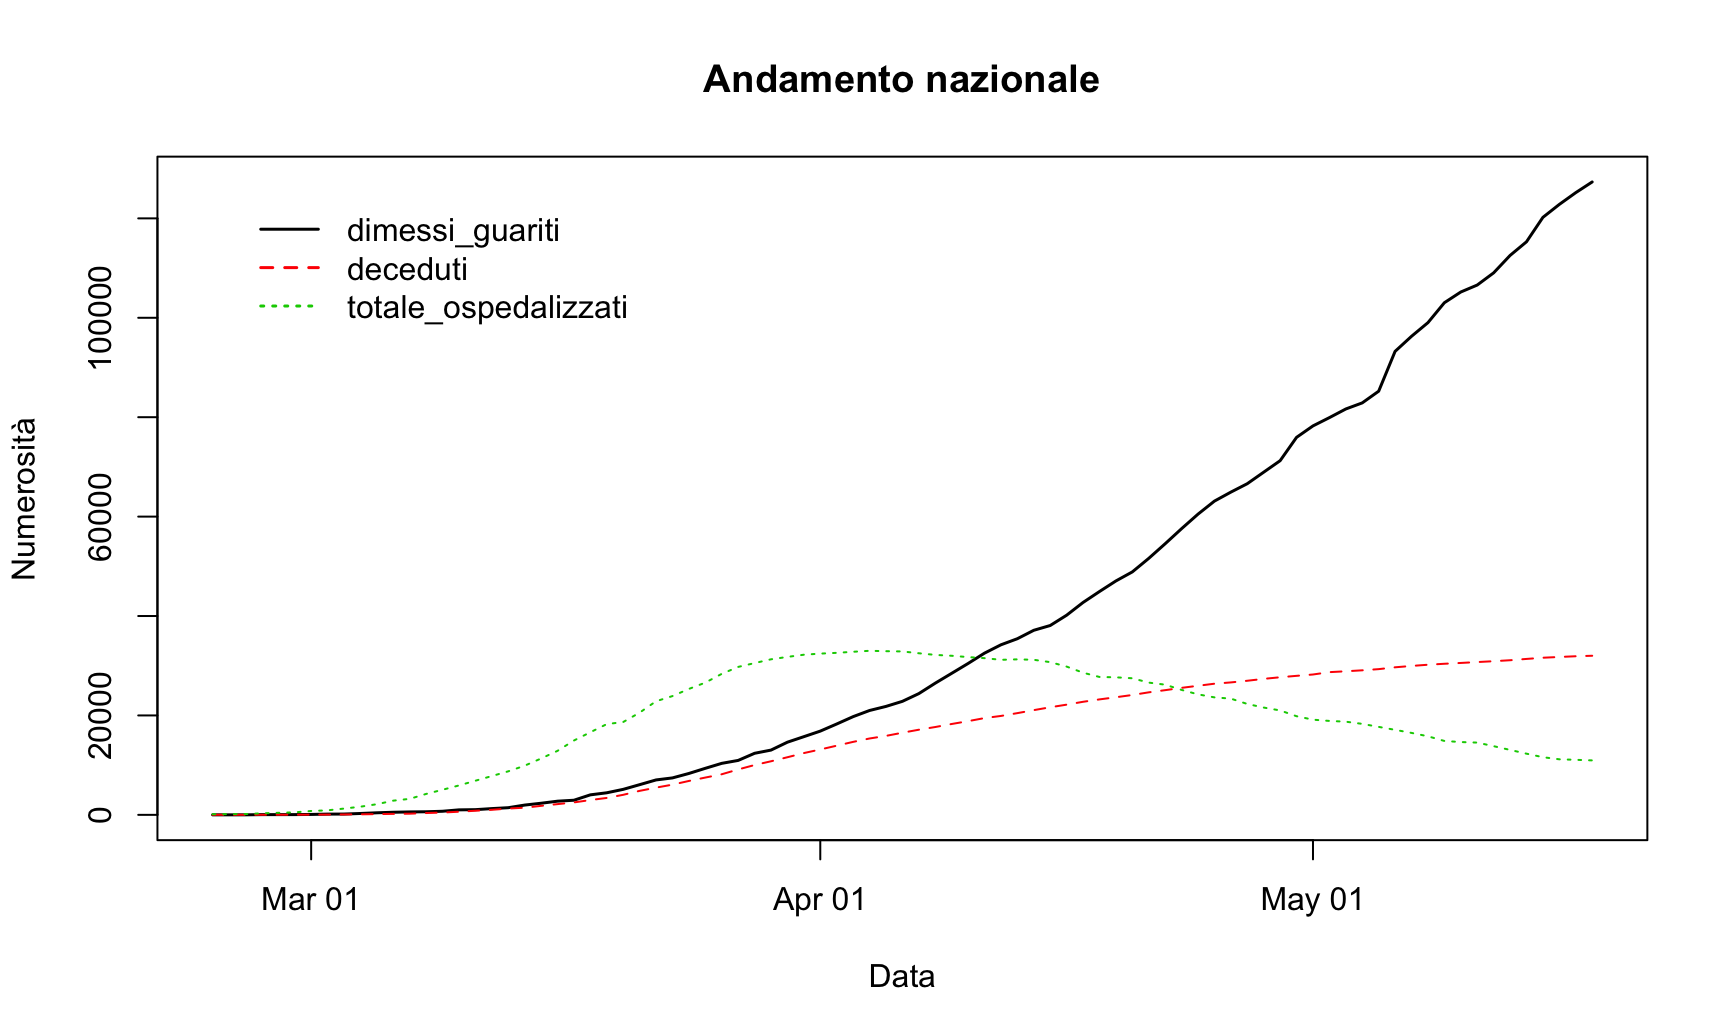 Andamento nazionale
dimessi_guariti
deceduti
totale_ospedalizzati
Numerosità
100000
60000
20000
0
Mar 01
Apr 01
May 01
Data